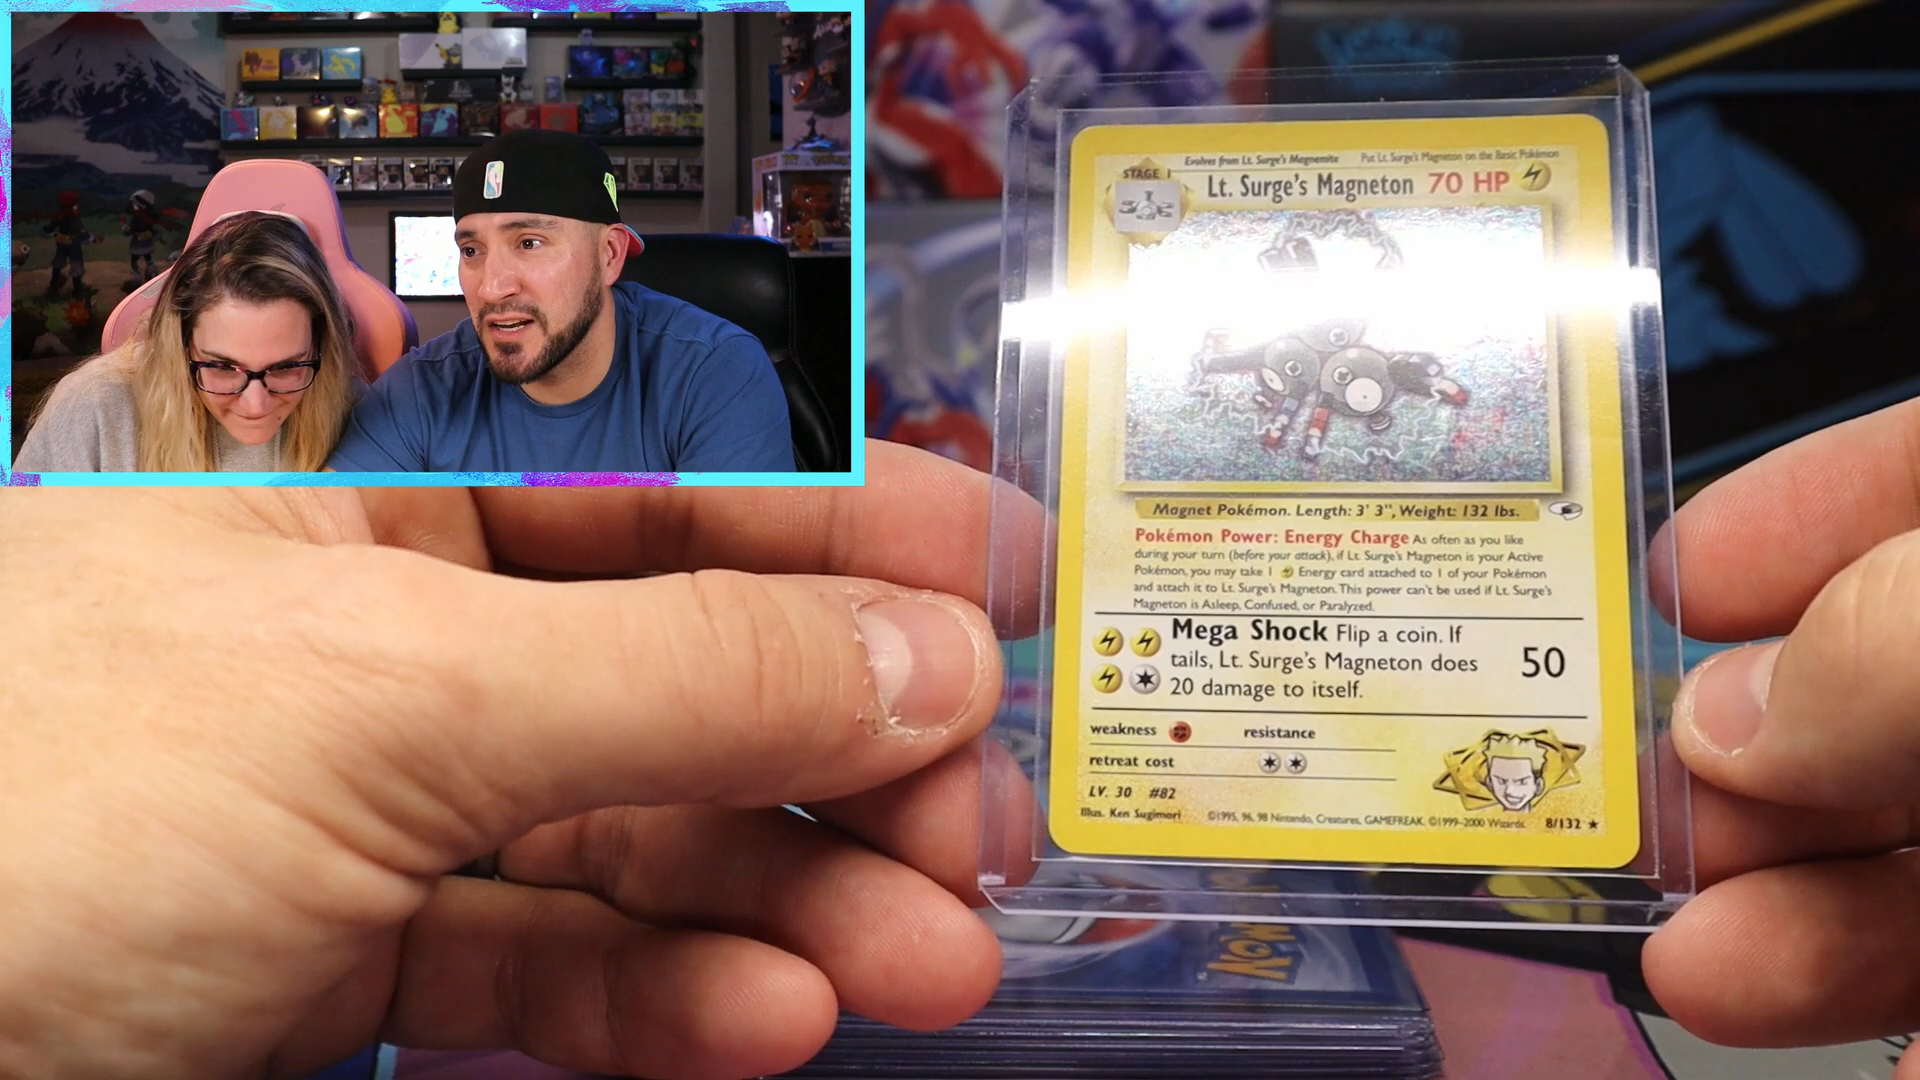 Evolves from Lt. Surge's Magnemite Put Lt. Surge's Magneton on the Basic Pokémon
STAGE 1
Lt. Surge's Magneton 70 HP
Magnet Pokémon. Length: 3' 3", Weight: 132 lbs.
Pokémon Power: Energy Charge As often as you like
during your turn (before your attack), if Lt. Surge's Magneton is your Active
Pokémon, you may take 1 Energy card attached to 1 of your Pokémon
and attach it to Lt. Surge's Magneton. This power can't be used if Lt. Surge's
Magneton is Asleep, Confused, or Paralyzed.
Mega Shock Flip a coin. If
tails, Lt. Surge's Magneton does
20 damage to itself.
50
weakness
resistance
retreat cost
LV. 30 #82
Illus. Ken Sugimori ©1995, 96, 98 Nintendo, Creatures, GAMEFREAK. ©1999-2000 Wizards. 8/132